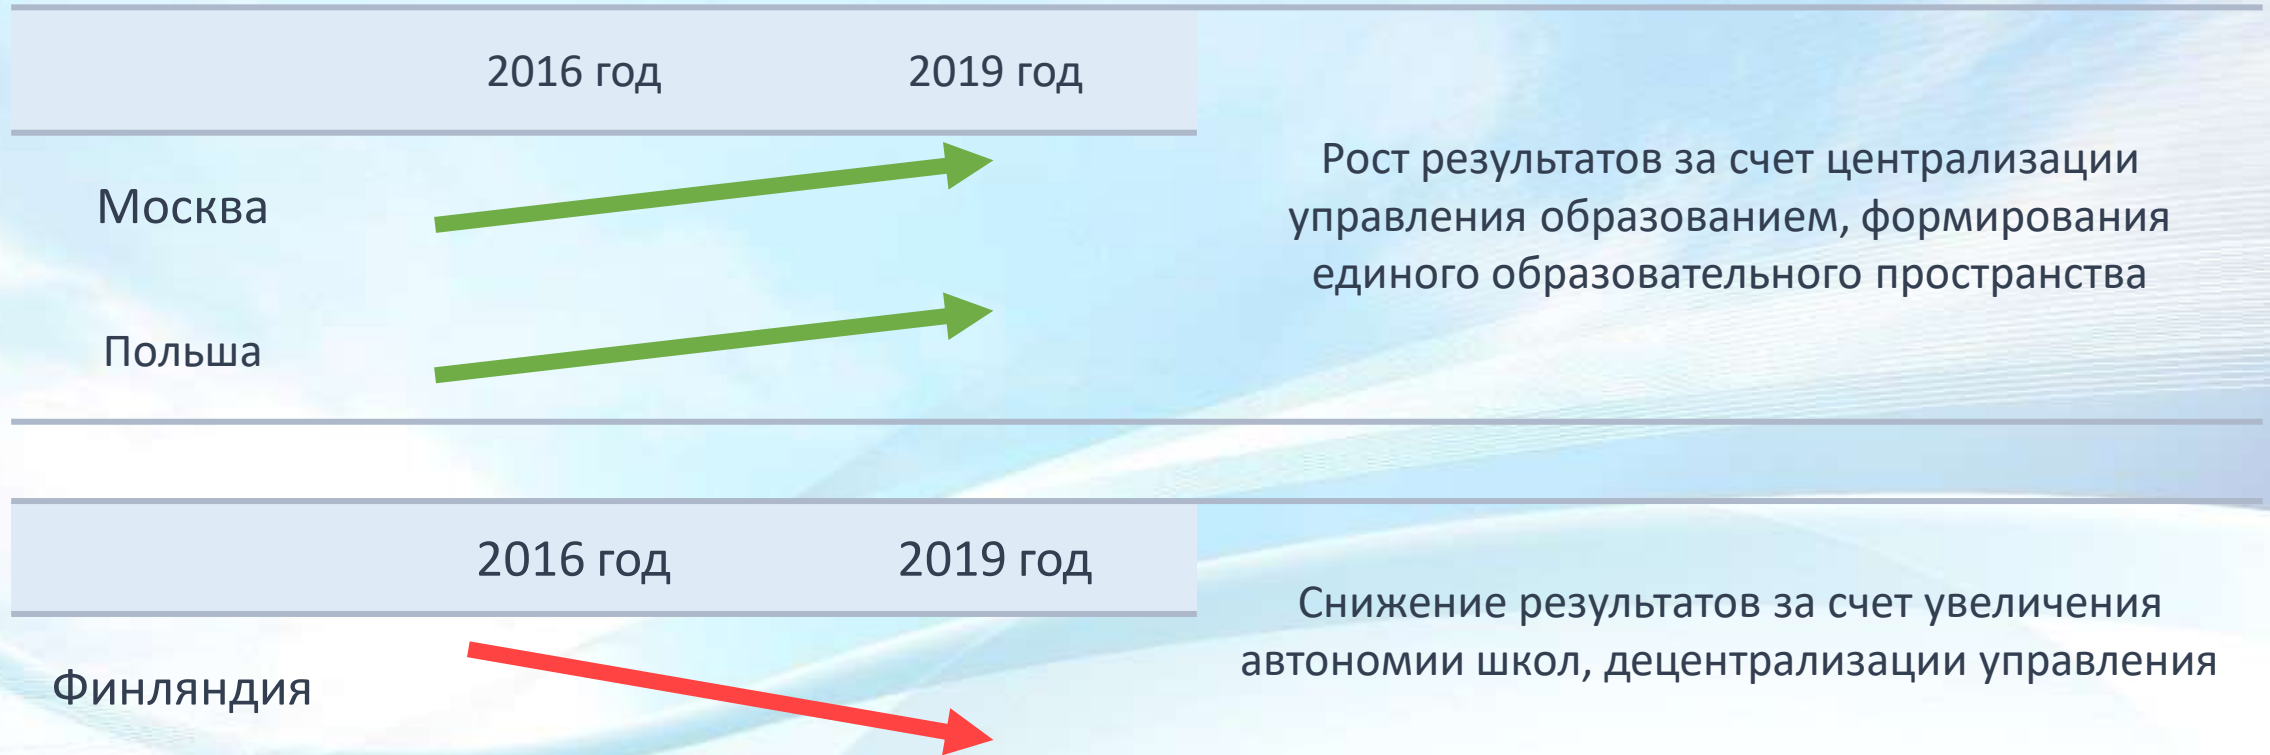 2016 год 2019 год
Москва
Польша
Рост результатов за счет централизации
управления образованием, формирования
единого образовательного пространства
2016 год 2019 год
Финляндия
Снижение результатов за счет увеличения
автономии школ, децентрализации управления